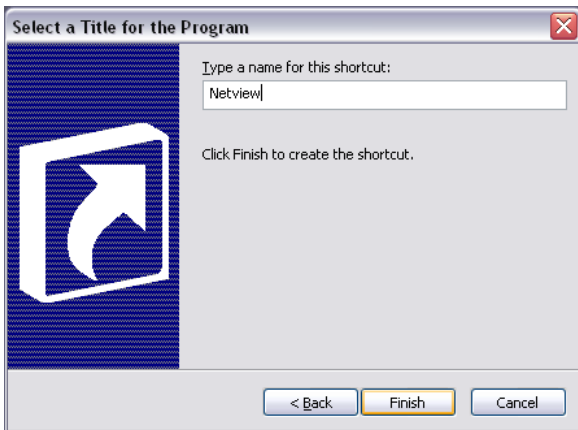 Select a Title for the Program
Type a name for this shortcut:
Netview
Click Finish to create the shortcut.
< Back
Finish
Cancel